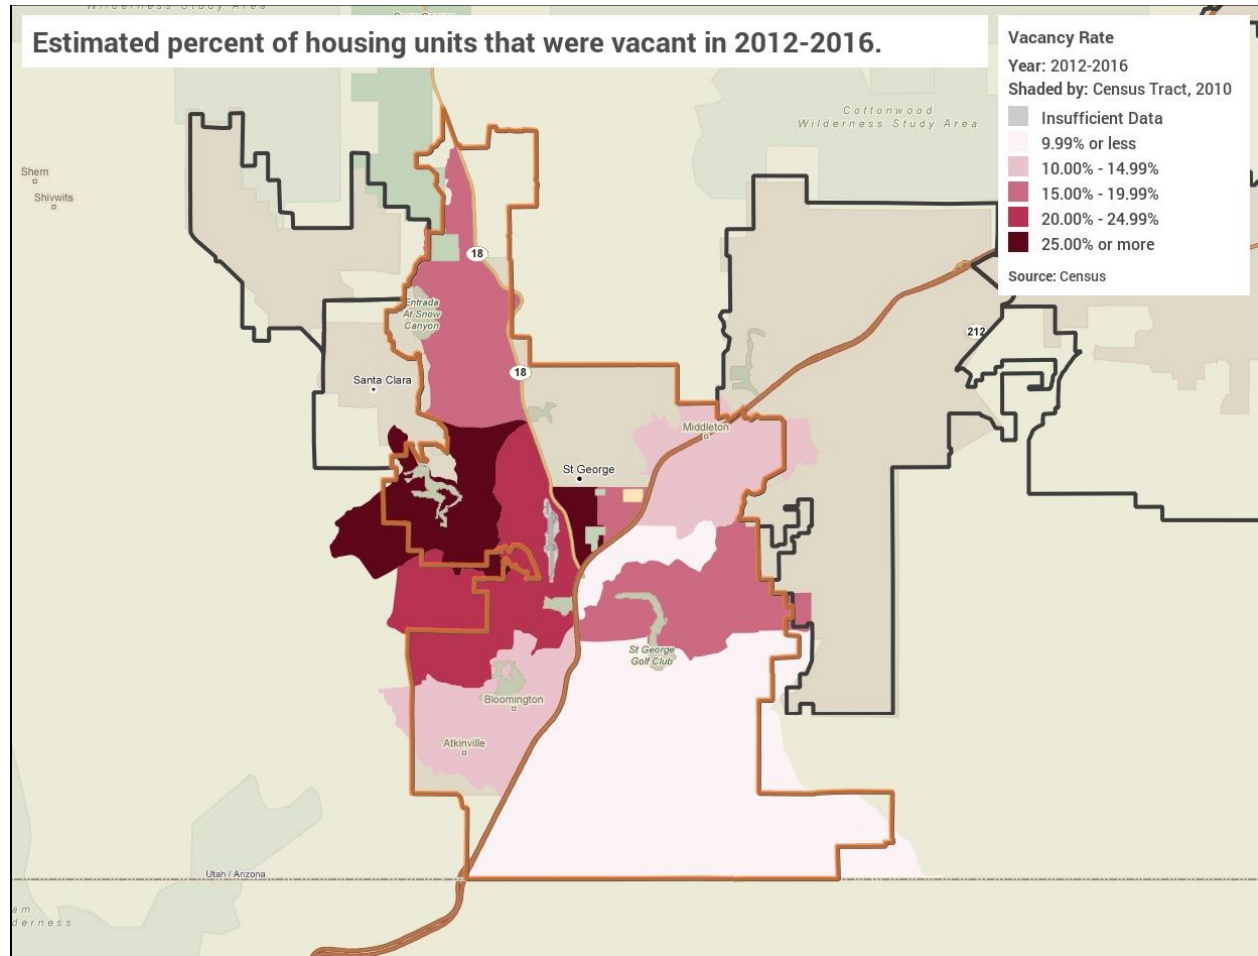 Wilderness Study Area
Estimated percent of housing units that were vacant in 2012-2016.
Vacancy Rate
Year: 2012-2016
Shaded by: Census Tract, 2010
Insufficient Data
9.99% or less
10.00% - 14.99%
15.00% - 19.99%
20.00% - 24.99%
25.00% or more
Source: Census
Cottonwood
Wilderness Study Area
Shem
Shivwits
18
Entrada
At Snow
Canyon
212
18
Santa Clara
Middleton
St George
St George
Golf Club
Bloomington
Atkinville
Utah / Arizona